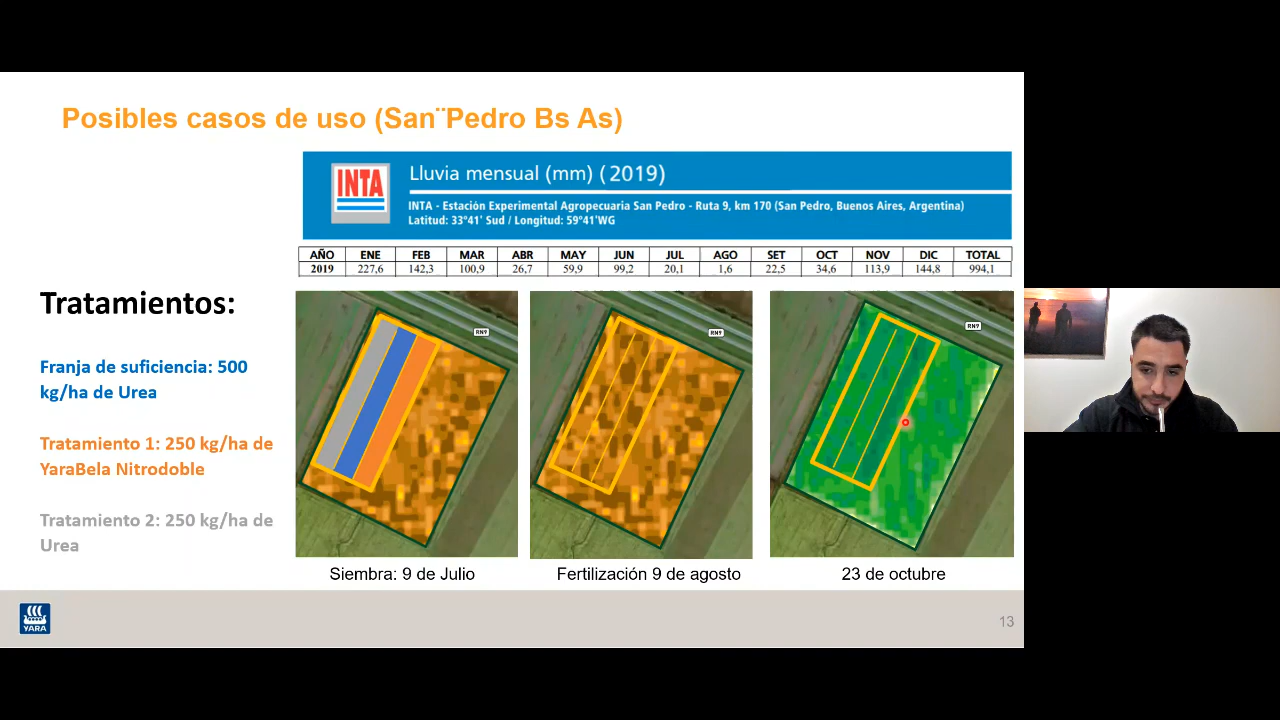 Posibles casos de uso (San¨Pedro Bs As)
INTA
Lluvia mensual (mm) (2019)
INTA - Estación Experimental Agropecuaria San Pedro - Ruta 9, km 170 (San Pedro, Buenos Aires, Argentina)
Latitud: 33°41' Sud / Longitud: 59°41'WG
AÑO ENE FEB MAR ABR MAY JUN JUL AGO SET OCT NOV DIC TOTAL
2019 227,6 142,3 100,9 26,7 59,9 99,2 20,1 1,6 22,5 34,6 113,9 144,8 994,1
Tratamientos:
Franja de suficiencia: 500
kg/ha de Urea
Tratamiento 1: 250 kg/ha de
YaraBela Nitrodoble
Tratamiento 2: 250 kg/ha de
Urea
RN9
RN9
RN9
Siembra: 9 de Julio
Fertilización 9 de agosto
23 de octubre
YARA
13